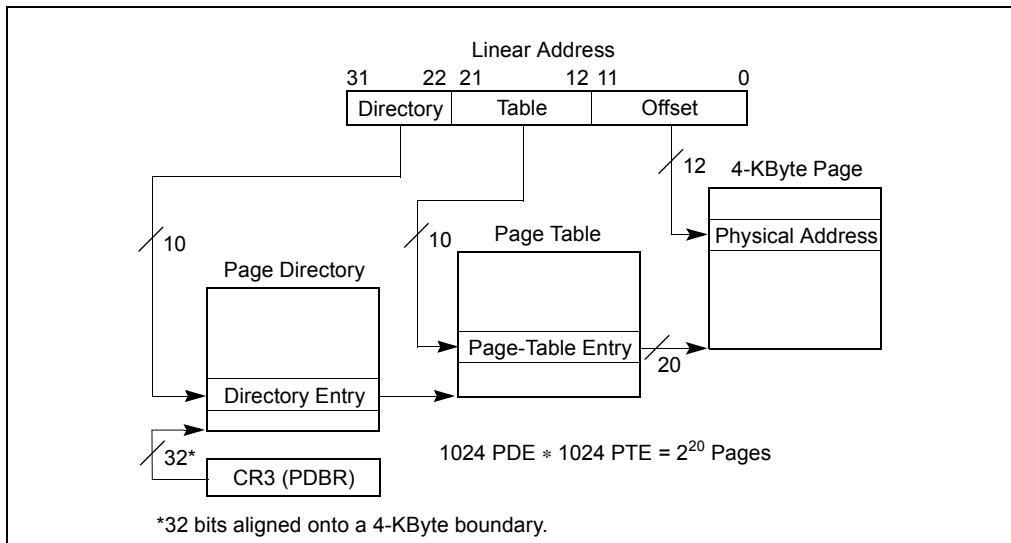 Linear Address
31 22 21 12 11 0
Directory Table Offset
12
4-KByte Page
Physical Address
10
10
Page Table
Page Directory
Page-Table Entry
20
Directory Entry
32*
CR3 (PDBR)
1024 PDE * 1024 PTE = 2²⁰ Pages
*32 bits aligned onto a 4-KByte boundary.